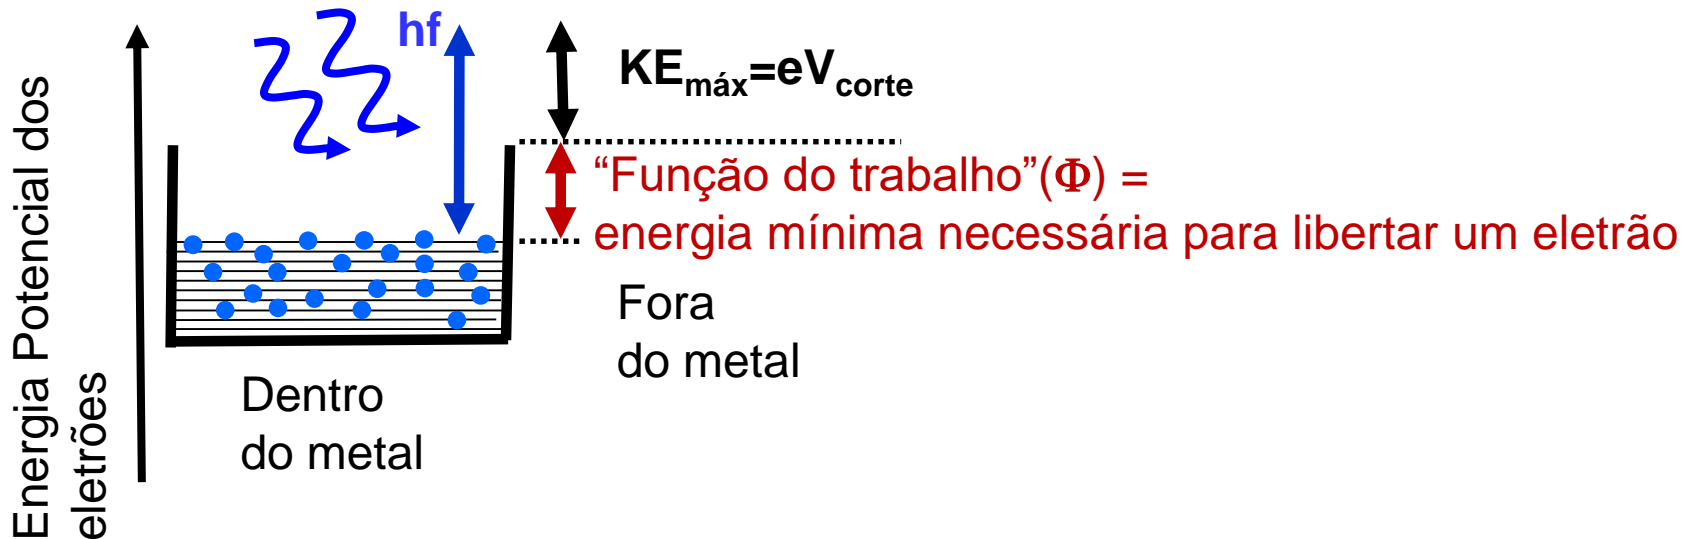 Energia Potencial dos
eletrões
hf
KEmáx=eVcorte
“Função do trabalho”(Φ) =
energia mínima necessária para libertar um eletrão
Fora
do metal
Dentro
do metal